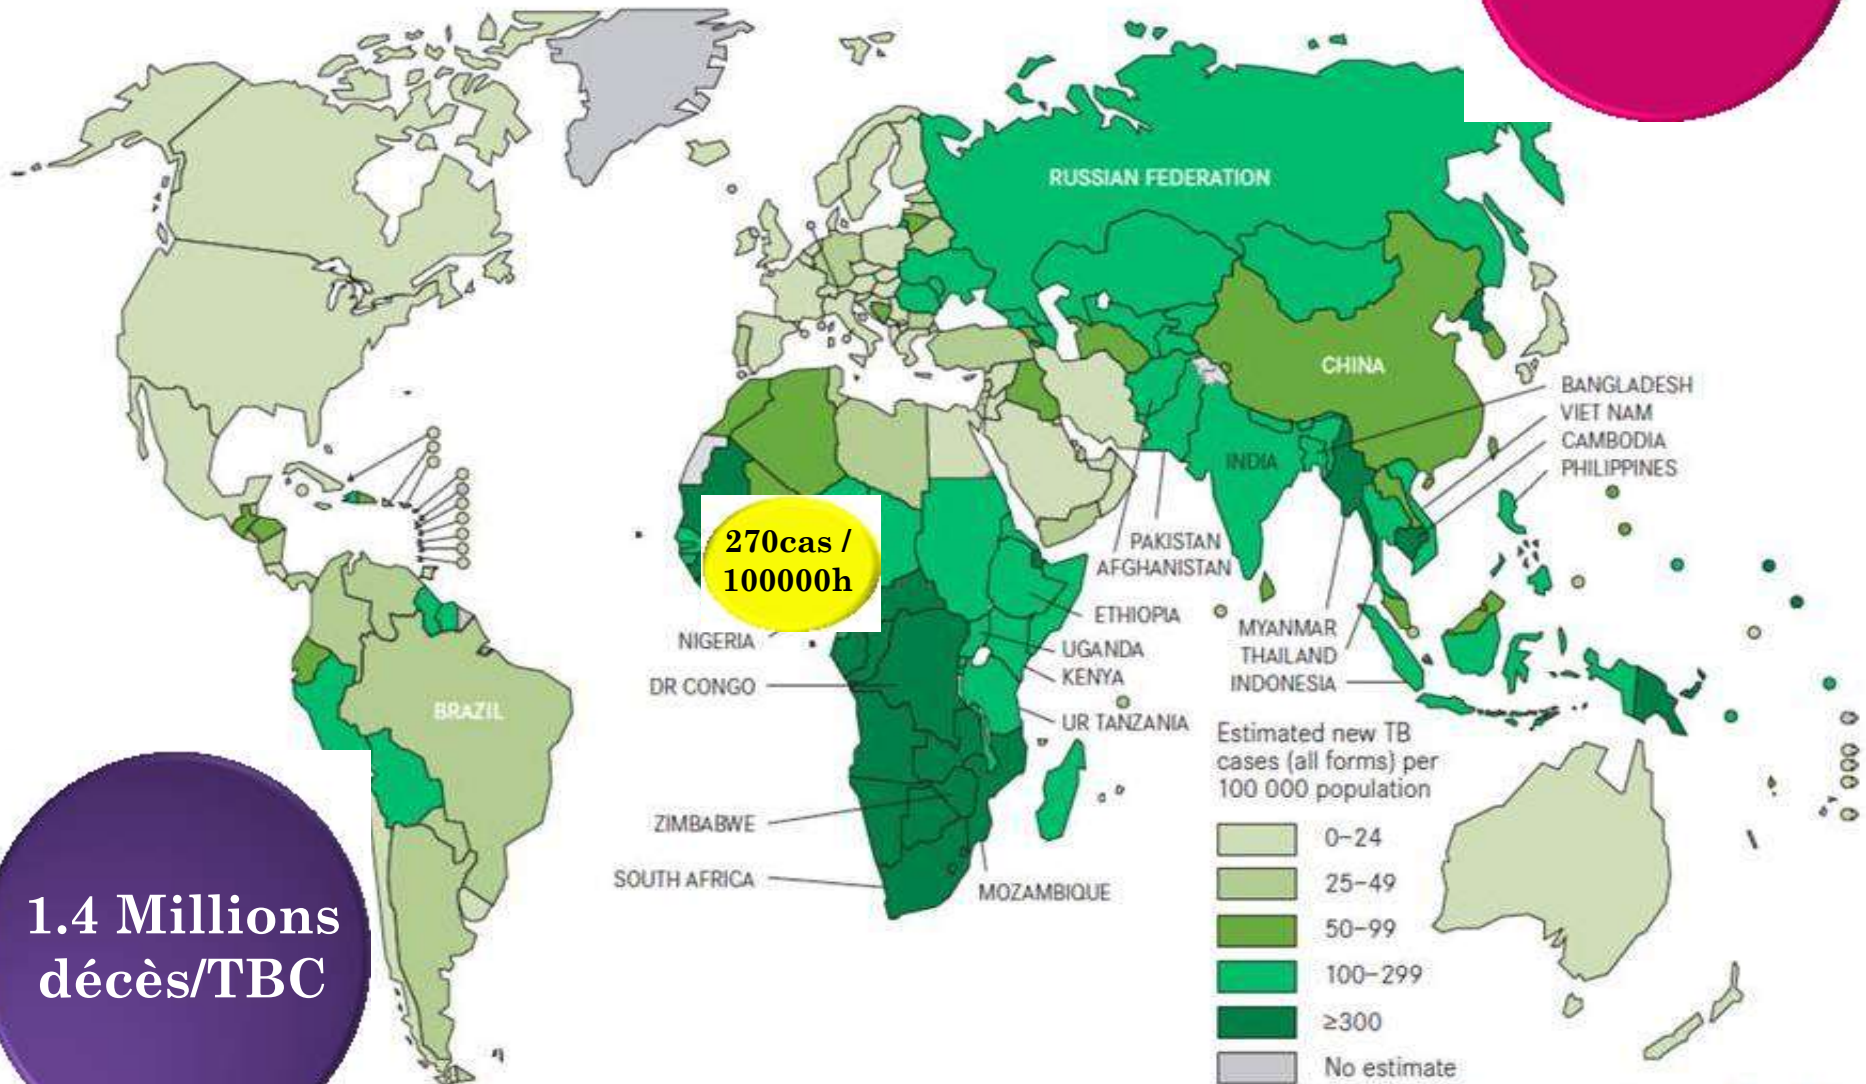 RUSSIAN FEDERATION
CHINA
BANGLADESH
VIET NAM
CAMBODIA
PHILIPPINES
INDIA
270cas /
100000h
PAKISTAN
AFGHANISTAN
ETHIOPIA
NIGERIA
UGANDA
KENYA
MYANMAR
THAILAND
INDONESIA
DR CONGO
BRAZIL
UR TANZANIA
ZIMBABWE
SOUTH AFRICA
MOZAMBIQUE
Estimated new TB
cases (all forms) per
100 000 population
0–24
25–49
50–99
100–299
≥300
No estimate
1.4 Millions
décès/TBC